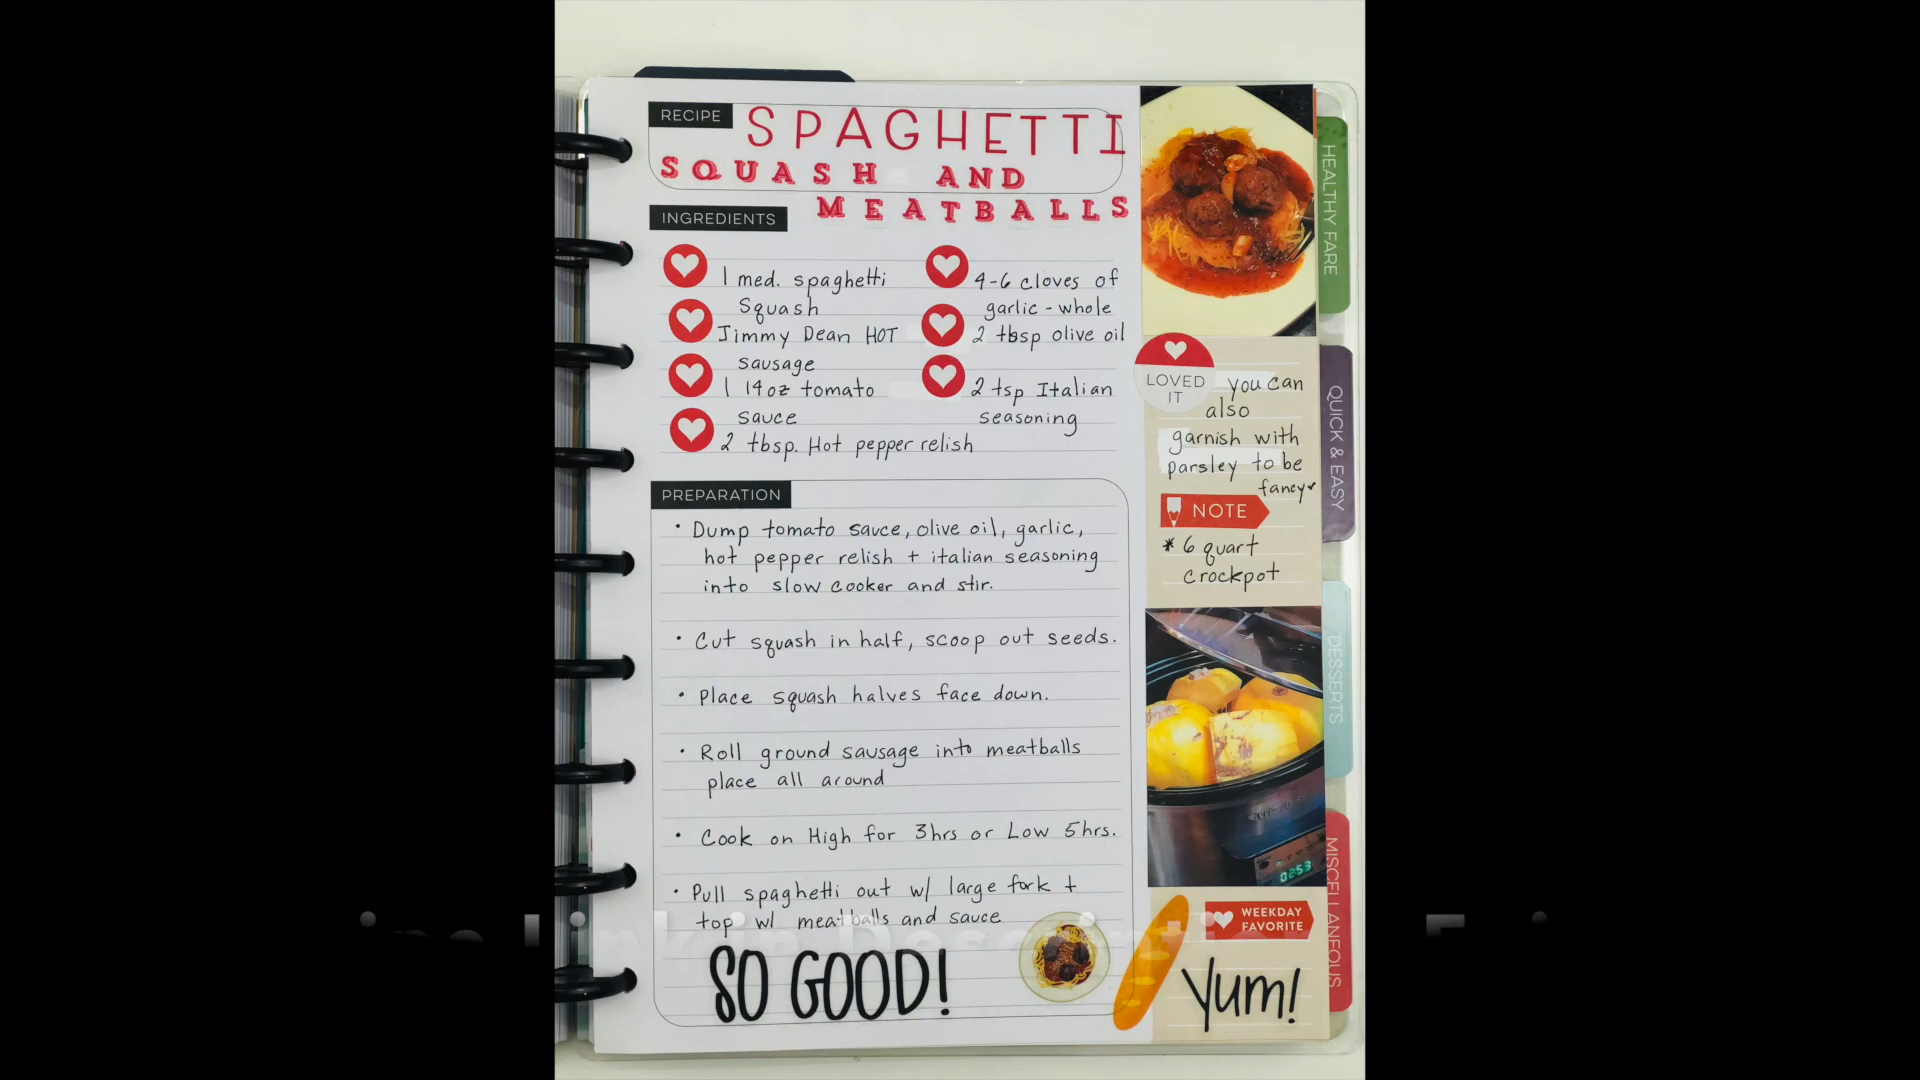 RECIPE
SPAGHETTI
SQUASH AND
MEATBALLS
INGREDIENTS
1 med. spaghetti
Squash
Jimmy Dean HOT
sausage
1 14oz tomato
sauce
2 tbsp. Hot pepper relish
4-6 cloves of
garlic - whole
2 tbsp olive oil
2 tsp Italian
seasoning
PREPARATION
• Dump tomato sauce, olive oil, garlic,
hot pepper relish + italian seasoning
into slow cooker and stir.
• Cut squash in half, scoop out seeds.
• Place squash halves face down.
• Roll ground sausage into meatballs
place all around
• Cook on High for 3hrs or Low 5hrs.
• Pull spaghetti out w/ large fork +
top w/ meatballs and sauce
SO GOOD!
LOVED
IT
you can
also
garnish with
parsley to be
fancy
NOTE
* 6 quart
crockpot
02:53
WEEKDAY
FAVORITE
Yum!
HEALTHY FARE
QUICK & EASY
DESSERTS
MISCELLANEOUS